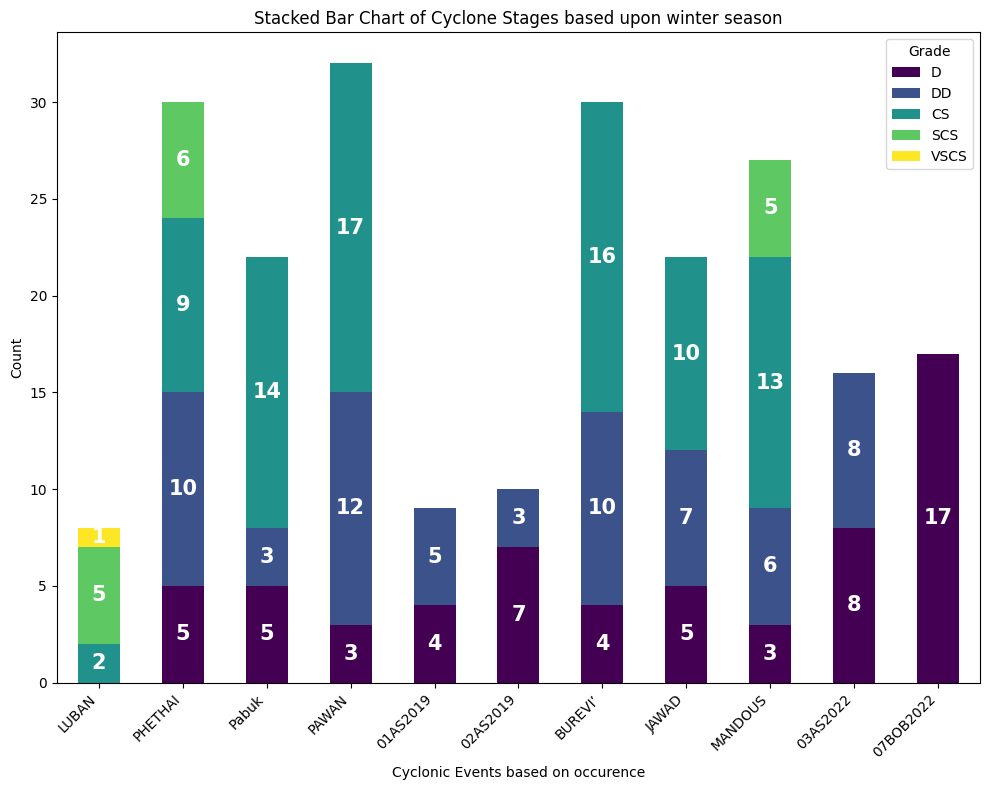 Stacked Bar Chart of Cyclone Stages based upon winter season
Grade
D
DD
CS
SCS
VSCS
Count
30
25
20
15
10
5
0
1
5
2
6
9
10
5
14
3
5
17
12
3
5
4
3
7
16
10
4
10
7
5
5
13
6
3
8
8
17
LUBAN
PHETHAI
Pabuk
PAWAN
01AS2019
02AS2019
BUREVI’
JAWAD
MANDOUS
03AS2022
07BOB2022
Cyclonic Events based on occurence